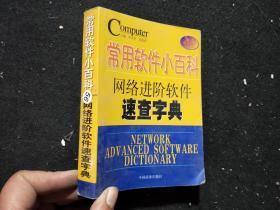 Computer
常用软件小百科
网络进阶软件
速查字典
NETWORK
ADVANCED SOFTWARE
DICTIONARY
常用软件小百科
网络进阶软件速查字典